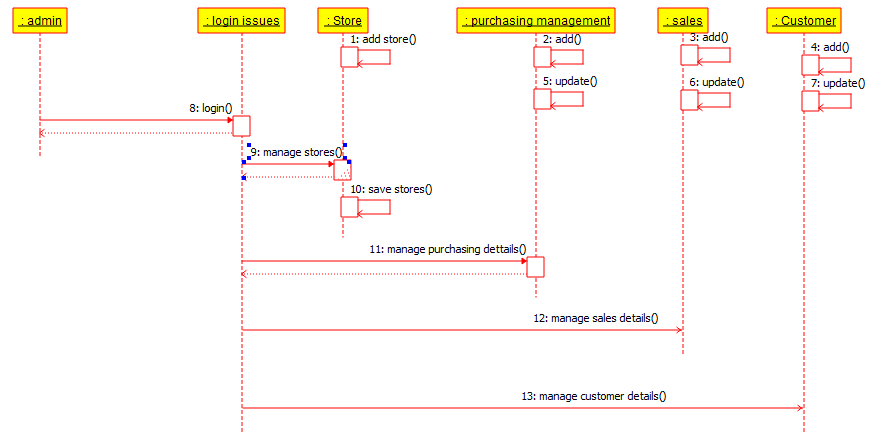 : admin
: login issues
: Store
: purchasing management
: sales
: Customer
1: add store()
2: add()
3: add()
4: add()
5: update()
6: update()
7: update()
8: login()
9: manage stores()
10: save stores()
11: manage purchasing dettails()
12: manage sales details()
13: manage customer details()